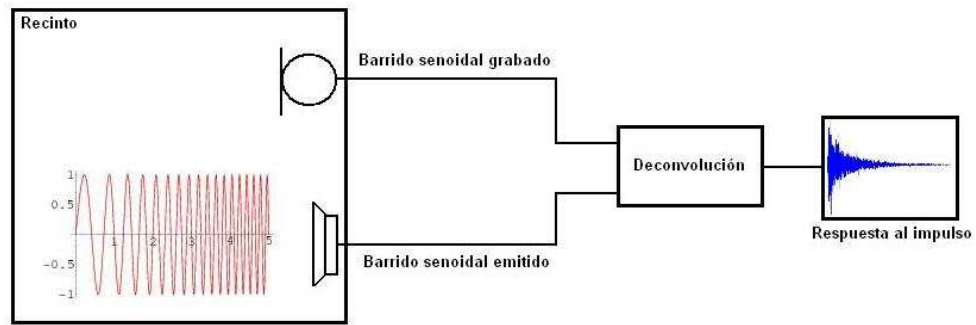 Recinto
Barrido senoidal grabado
Deconvolución
1
0.5
-0.5
-1
1
2
3
4
5
Respuesta al impulso
Barrido senoidal emitido